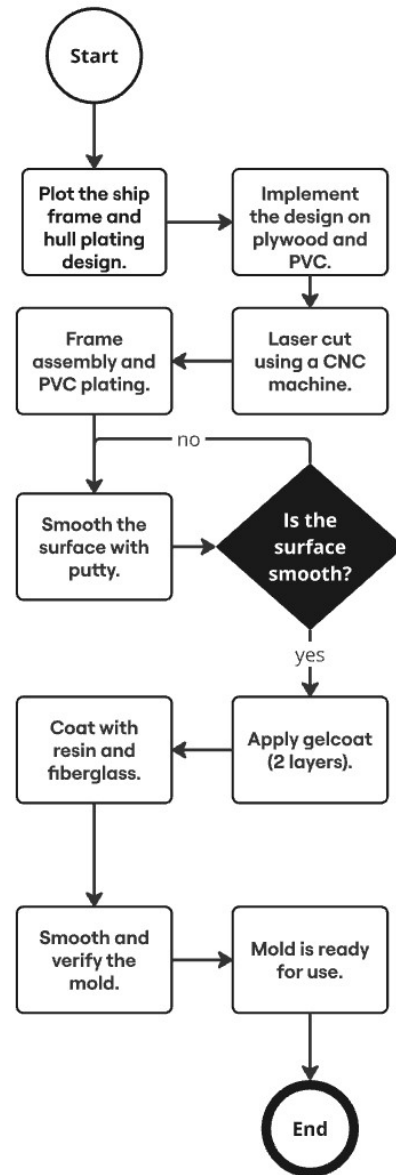 Start
Plot the ship
frame and
hull plating
design.
Implement
the design on
plywood and
PVC.
Laser cut
using a CNC
machine.
Frame
assembly and
PVC plating.
no
Smooth the
surface with
putty.
Is the
surface
smooth?
yes
Apply gelcoat
(2 layers).
Coat with
resin and
fiberglass.
Smooth and
verify the
mold.
Mold is ready
for use.
End